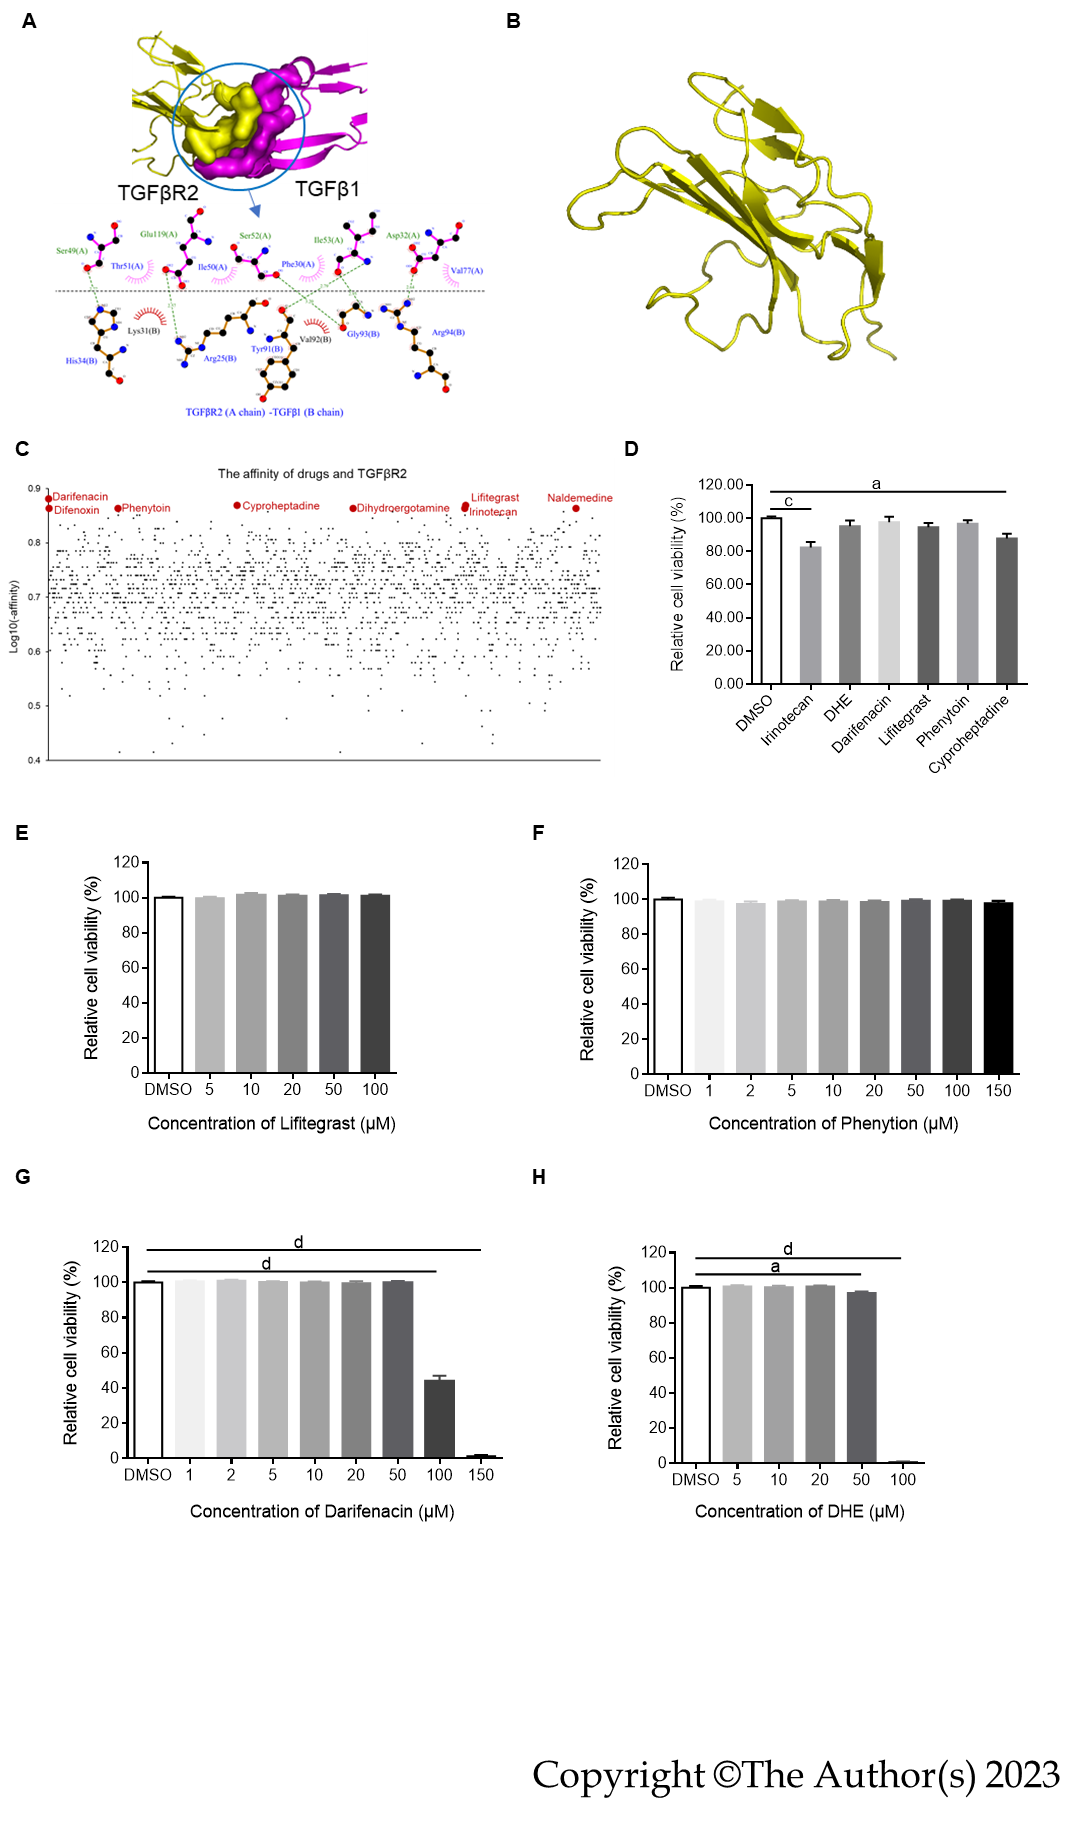 A
B
TGFβR2
TGFβ1
Ser49(A)
Glu119(A)
Ser52(A)
Ile53(A)
Asp32(A)
Thr51(A)
Ile50(A)
Phe30(A)
Val77(A)
Lys31(B)
Val92(B)
His34(B)
Arg25(B)
Tyr91(B)
Gly93(B)
Arg94(B)
TGFβR2 (A chain) -TGFβ1 (B chain)
C
The affinity of drugs and TGFβR2
Log10(-affinity)
0.9
0.8
0.7
0.6
0.5
0.4
Darifenacin
Difenoxin
Phenytoin
Cyproheptadine
Dihydrqergotamine
Lifitegrast
Irinotecan
Naldemedine
D
Relative cell viability (%)
120.00
100.00
80.00
60.00
40.00
20.00
0.00
a
c
DMSO
Irinotecan
DHE
Darifenacin
Lifitegrast
Phenytoin
Cyproheptadine
E
Relative cell viability (%)
120
100
80
60
40
20
0
DMSO 5 10 20 50 100
Concentration of Lifitegrast (μM)
F
Relative cell viability (%)
120
100
80
60
40
20
0
DMSO 1 2 5 10 20 50 100 150
Concentration of Phenytion (μM)
G
Relative cell viability (%)
120
100
80
60
40
20
0
d
d
DMSO 1 2 5 10 20 50 100 150
Concentration of Darifenacin (μM)
H
Relative cell viability (%)
120
100
80
60
40
20
0
d
a
DMSO 5 10 20 50 100
Concentration of DHE (μM)
Copyright ©The Author(s) 2023